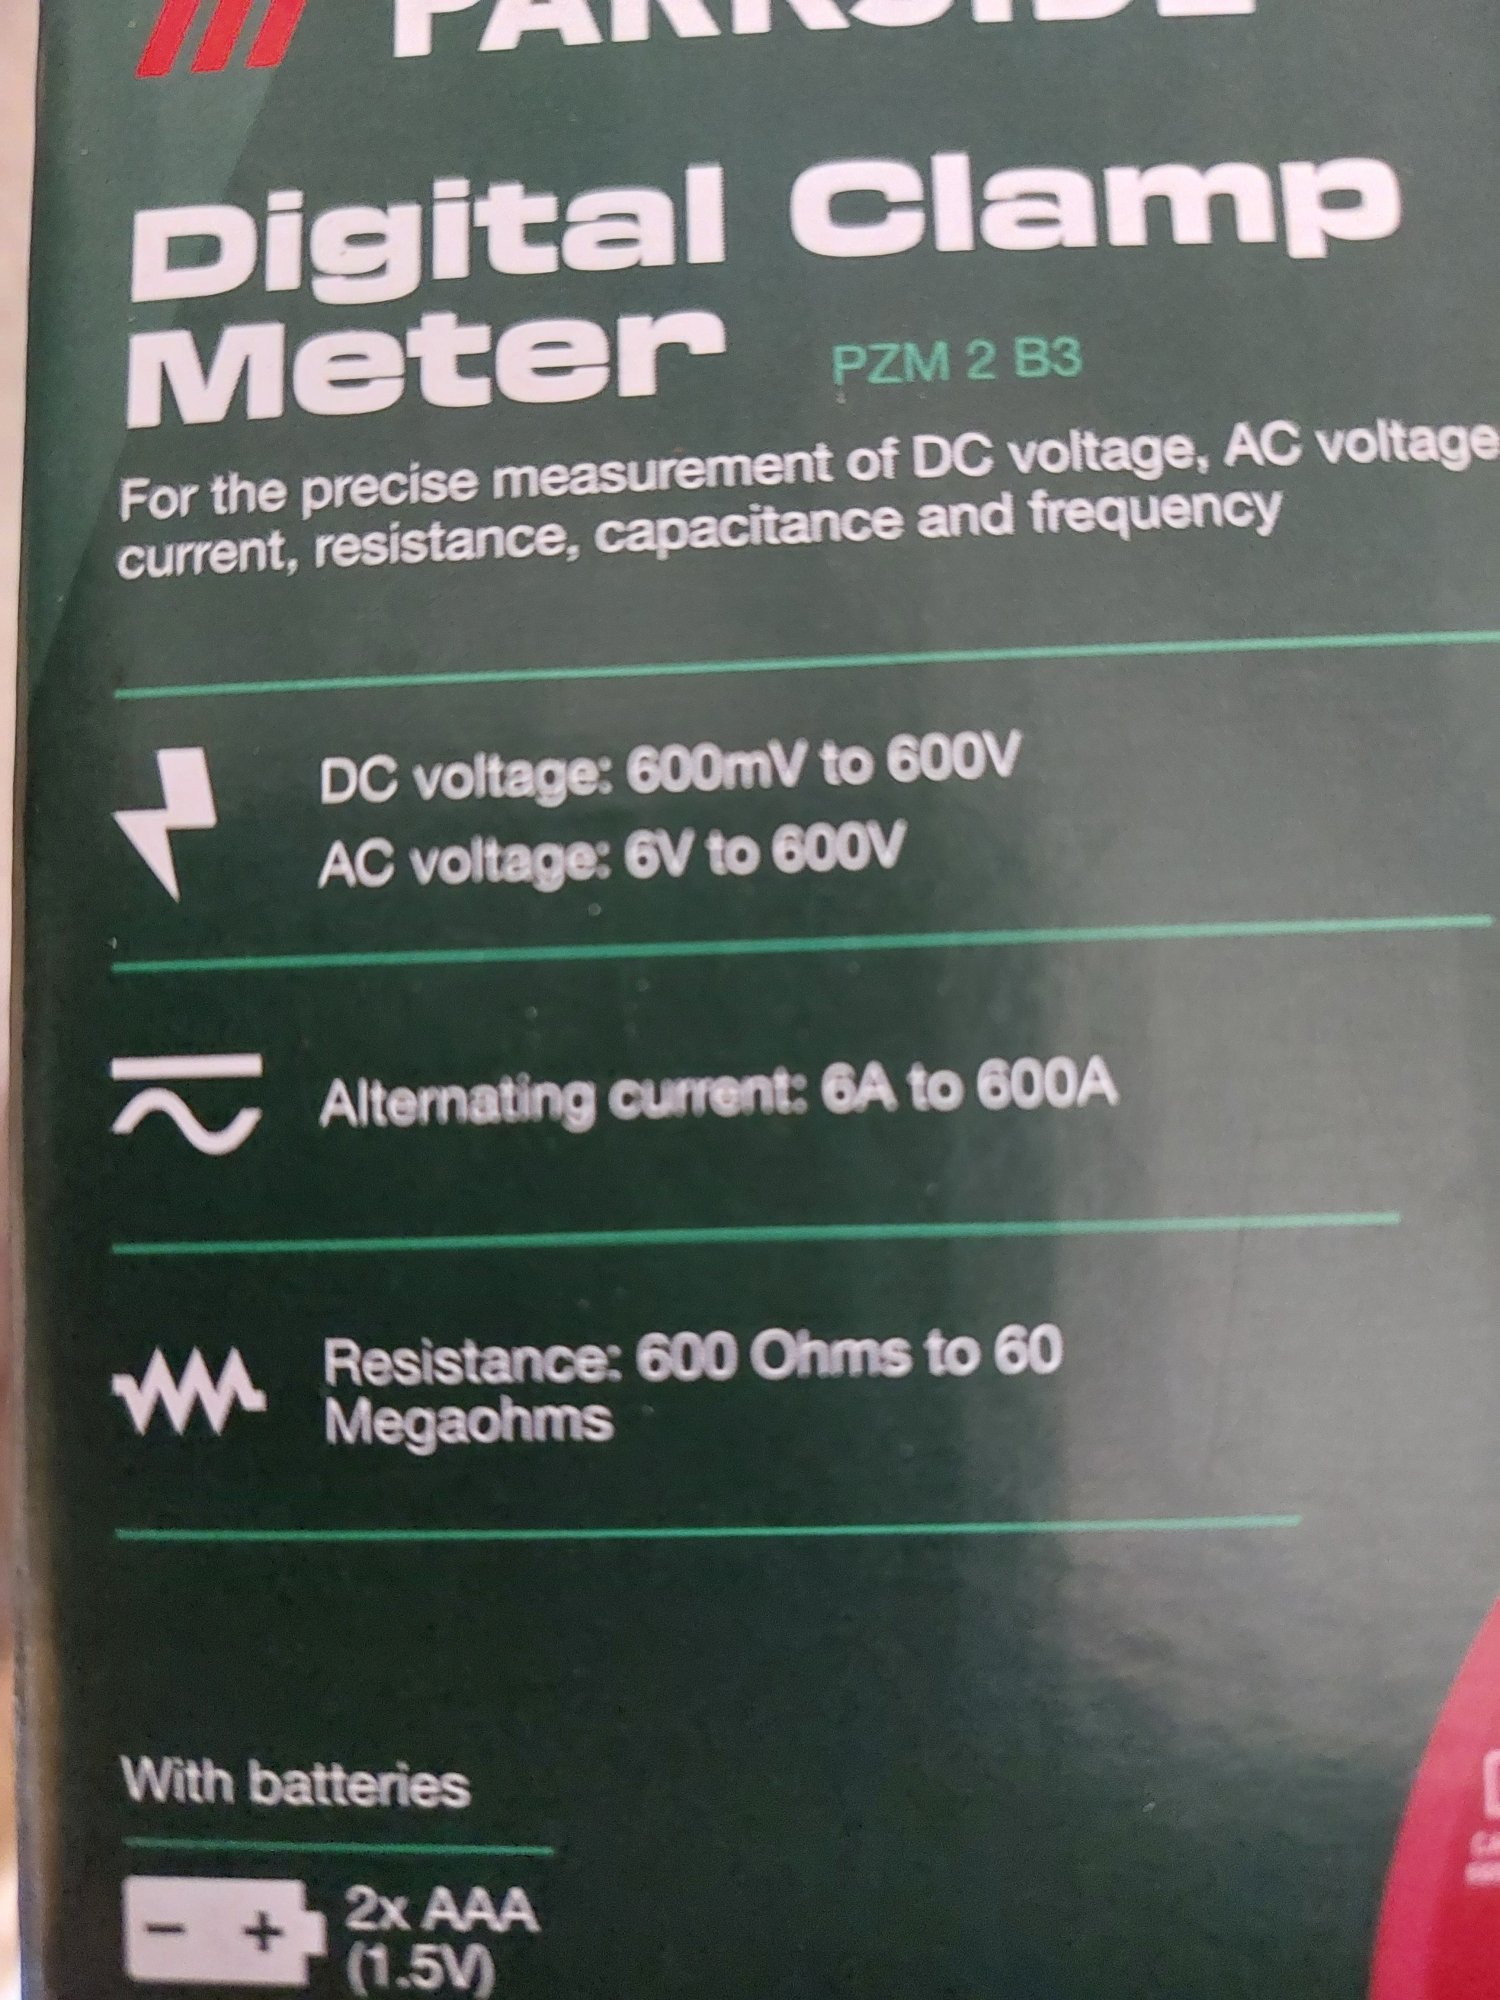 PARKSIDE
Digital Clamp
Meter PZM 2 B3
For the precise measurement of DC voltage, AC voltage
current, resistance, capacitance and frequency
DC voltage: 600mV to 600V
AC voltage: 6V to 600V
Alternating current: 6A to 600A
Resistance: 600 Ohms to 60
Megaohms
With batteries
- +
2x AAA
(1.5V)